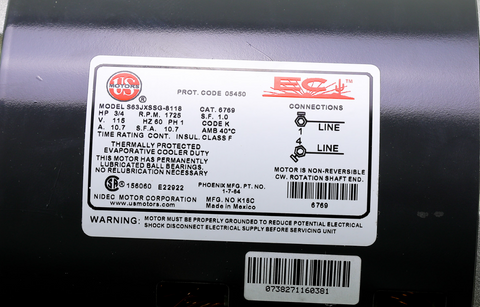 US
MOTORS
®
PROT. CODE 05450
EC™
MODEL S63JXSSG-8118 CAT. 6769
HP 3/4 R.P.M. 1725 S.F. 1.0
V. 115 HZ 60 PH 1 CODE K
A. 10.7 S.F.A. 10.7 AMB 40°C
TIME RATING CONT. INSUL. CLASS F
CONNECTIONS
1 LINE
4 LINE
THERMALLY PROTECTED
EVAPORATIVE COOLER DUTY
THIS MOTOR HAS PERMANENTLY
LUBRICATED BALL BEARINGS.
NO RELUBRICATION NECESSARY
MOTOR IS NON-REVERSIBLE
CW. ROTATION SHAFT END.
156060 E22922
PHOENIX MFG. PT. NO.
1-7-64
NIDEC MOTOR CORPORATION
www.usmotors.com
MFG. NO K16C
Made in Mexico
6769
WARNING: MOTOR MUST BE PROPERLY GROUNDED TO REDUCE POTENTIAL ELECTRICAL
SHOCK DISCONNECT ELECTRICAL SUPPLY BEFORE SERVICING UNIT
0738271160381